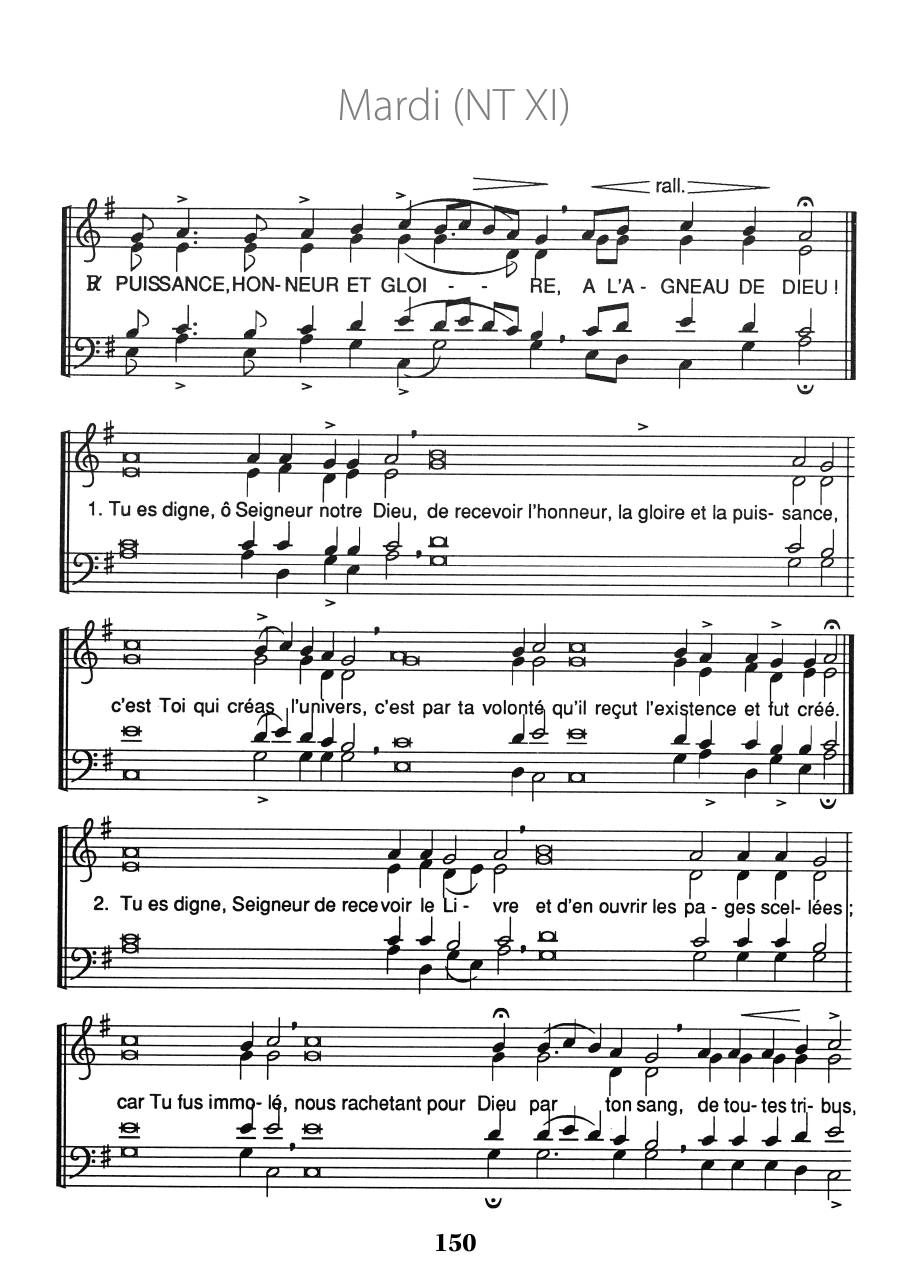 Mardi (NT XI)
rall.
℟ PUISSANCE, HON- NEUR ET GLOI - - RE, A L'A - GNEAU DE DIEU !
1. Tu es digne, ô Seigneur notre Dieu, de recevoir l'honneur, la gloire et la puis- sance,
c'est Toi qui créas l'univers, c'est par ta volonté qu'il reçut l'existence et fut créé.
2. Tu es digne, Seigneur de recevoir le Li - vre et d'en ouvrir les pa - ges scel- lées ;
car Tu fus immo- lé, nous rachetant pour Dieu par ton sang, de tou- tes tri- bus,
150